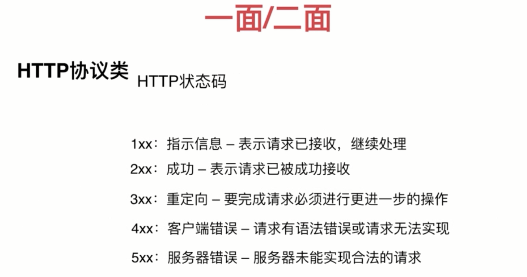 一面/二面
HTTP协议类
HTTP状态码
1xx：指示信息 – 表示请求已接收，继续处理
2xx：成功 – 表示请求已被成功接收
3xx：重定向 – 要完成请求必须进行更进一步的操作
4xx：客户端错误 – 请求有语法错误或请求无法实现
5xx：服务器错误 – 服务器未能实现合法的请求